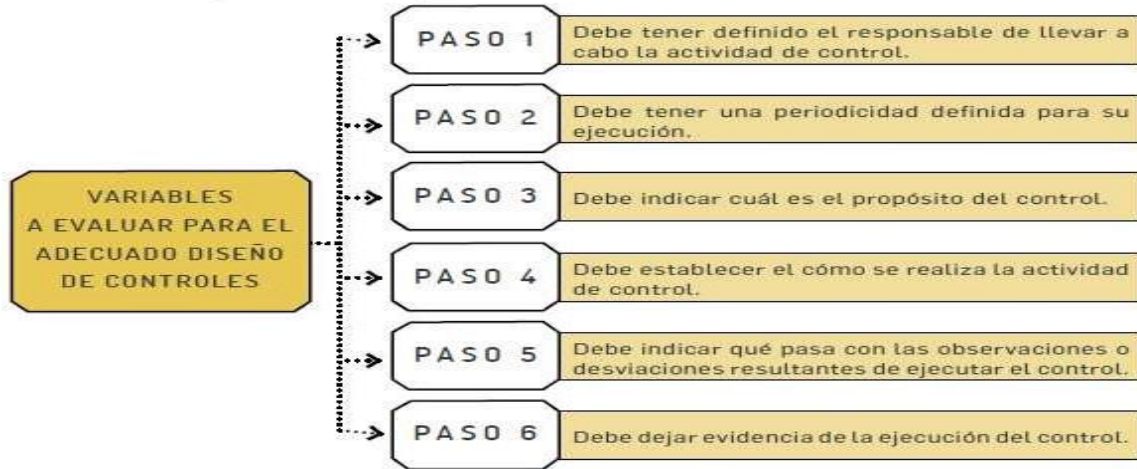 VARIABLES
A EVALUAR PARA EL
ADECUADO DISEÑO
DE CONTROLES
PASO 1
Debe tener definido el responsable de llevar a
cabo la actividad de control.
PASO 2
Debe tener una periodicidad definida para su
ejecución.
PASO 3
Debe indicar cuál es el propósito del control.
PASO 4
Debe establecer el cómo se realiza la actividad
de control.
PASO 5
Debe indicar qué pasa con las observaciones o
desviaciones resultantes de ejecutar el control.
PASO 6
Debe dejar evidencia de la ejecución del control.